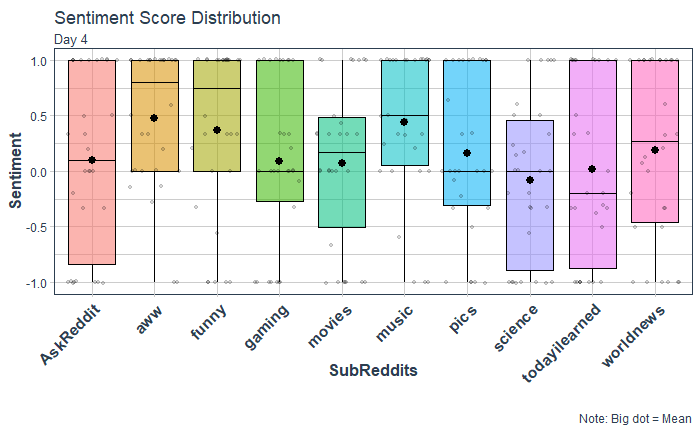 Sentiment Score Distribution
Day 4
Sentiment
1.0
0.5
0.0
-0.5
-1.0
AskReddit
aww
funny
gaming
movies
music
pics
science
todayilearned
worldnews
SubReddits
Note: Big dot = Mean